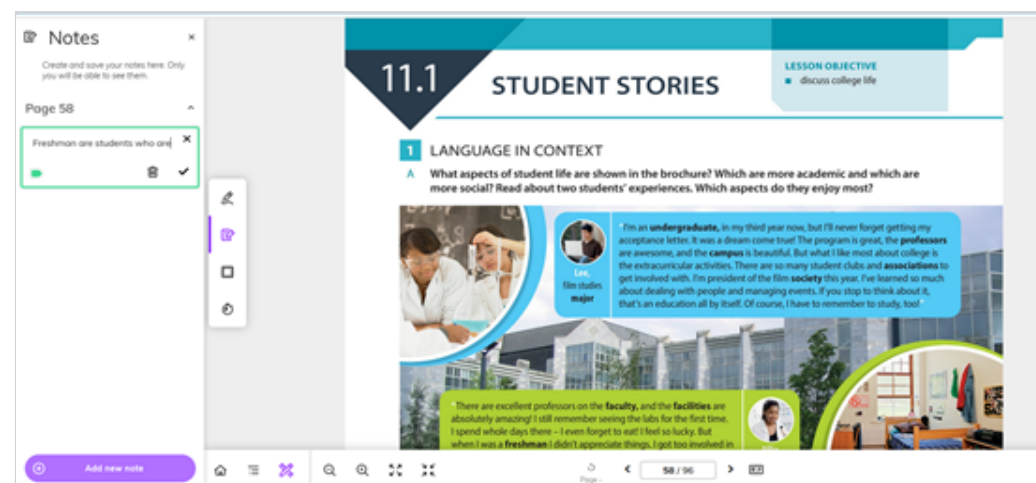 Notes
Create and save your notes here. Only
you will be able to see them.
Page 58
Freshman are students who are
Add new note
11.1
STUDENT STORIES
LESSON OBJECTIVE
discuss college life
1 LANGUAGE IN CONTEXT
A What aspects of student life are shown in the brochure? Which are more academic and which are
more social? Read about two students' experiences. Which aspects do they enjoy most?
Lee,
film studies
major
"I'm an undergraduate, in my third year now, but I'll never forget getting my
acceptance letter. It was a dream come true! The program is great, the professors
are awesome, and the campus is beautiful. But what I like most about college is
the extracurricular activities. There are so many student clubs and associations to
get involved with. I'm president of the film society this year. I've learned so much
about dealing with people and managing events. If you stop to think about it,
that's an education all by itself. Of course, I have to remember to study, too!"
"There are excellent professors on the faculty, and the facilities are
absolutely amazing! I still remember seeing the labs for the first time.
I spend whole days there – I even forget to eat! I feel so lucky. But
when I was a freshman I didn't appreciate things. I got too involved in
Page -
58 / 96